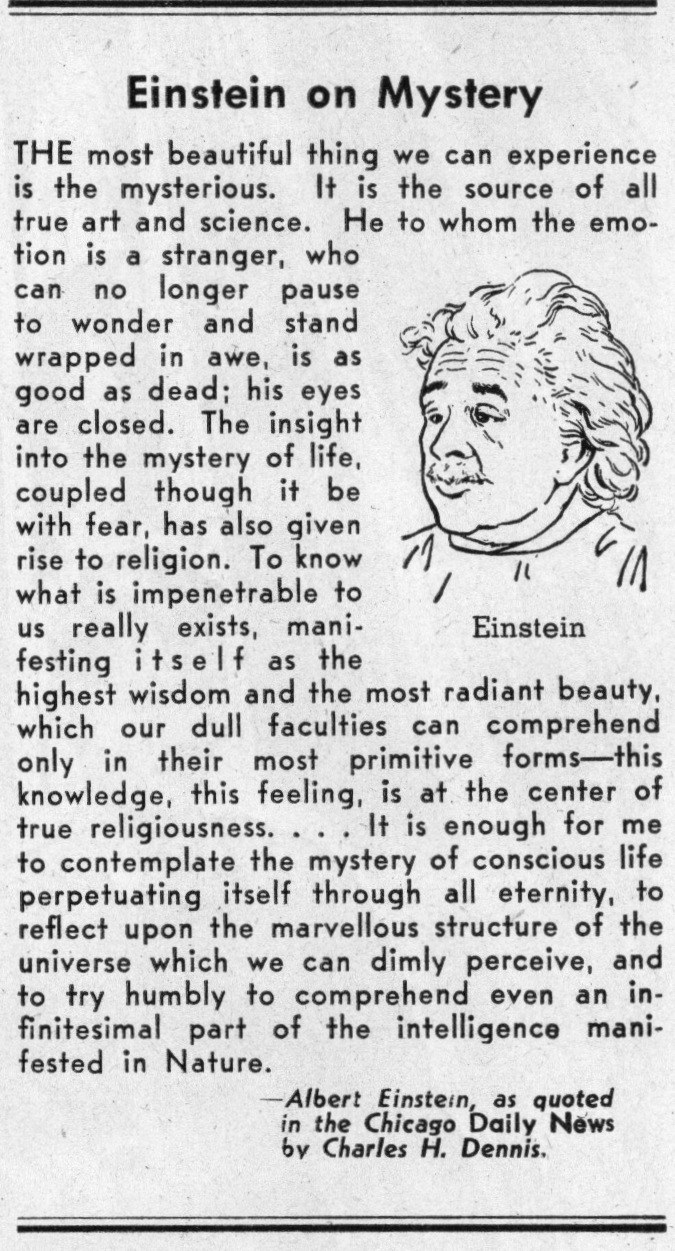 Einstein on Mystery
THE most beautiful thing we can experience
is the mysterious. It is the source of all
true art and science. He to whom the emo-
tion is a stranger, who
can no longer pause
to wonder and stand
wrapped in awe, is as
good as dead; his eyes
are closed. The insight
into the mystery of life,
coupled though it be
with fear, has also given
rise to religion. To know
what is impenetrable to
us really exists, mani-
festing itself as the
Einstein
highest wisdom and the most radiant beauty,
which our dull faculties can comprehend
only in their most primitive forms—this
knowledge, this feeling, is at the center of
true religiousness. . . . It is enough for me
to contemplate the mystery of conscious life
perpetuating itself through all eternity, to
reflect upon the marvellous structure of the
universe which we can dimly perceive, and
to try humbly to comprehend even an in-
finitesimal part of the intelligence mani-
fested in Nature.
—Albert Einstein, as quoted
in the Chicago Daily News
by Charles H. Dennis.